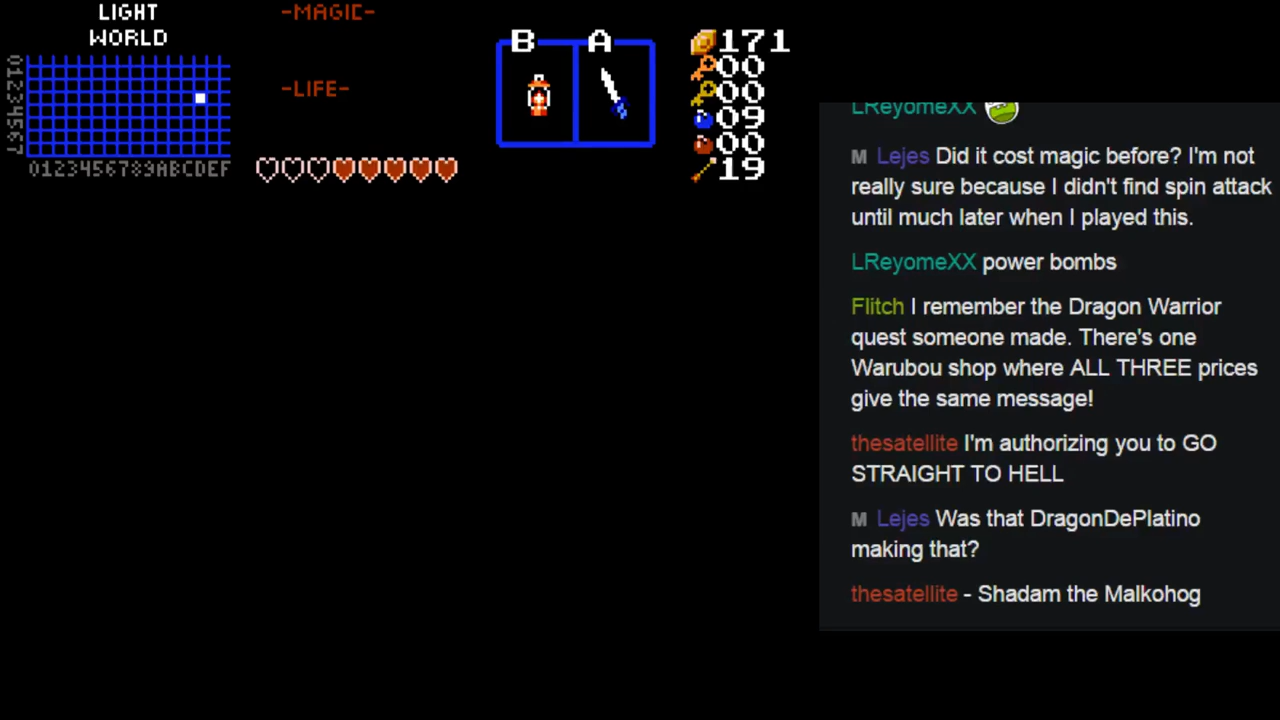 LIGHT
WORLD
01234567
0123456789ABCDEF
-MAGIC-
-LIFE-
B A
171
00
00
09
00
19
LReyomeXX
M Lejes Did it cost magic before? I'm not
really sure because I didn't find spin attack
until much later when I played this.
LReyomeXX power bombs
Flitch I remember the Dragon Warrior
quest someone made. There's one
Warubou shop where ALL THREE prices
give the same message!
thesatellite I'm authorizing you to GO
STRAIGHT TO HELL
M Lejes Was that DragonDePlatino
making that?
thesatellite - Shadam the Malkohog